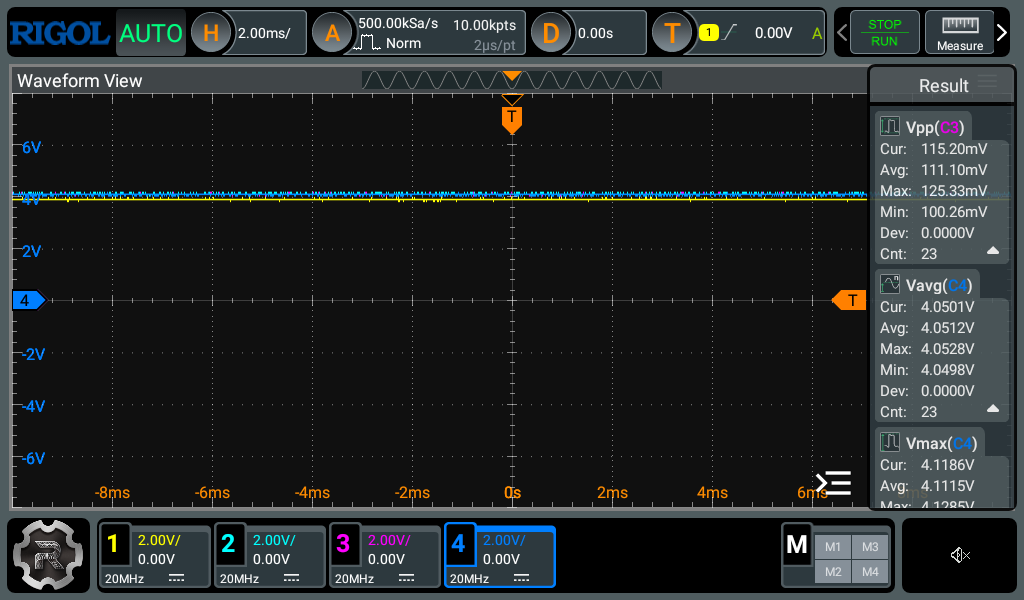 RIGOL AUTO H 2.00ms/ A 500.00kSa/s 10.00kpts D 0.00s T 1 0.00V A STOP
Norm 2µs/pt RUN Measure
Waveform View Result
T
6V
4V
2V
4 T
-2V
-4V
-6V
-8ms -6ms -4ms -2ms 0s 2ms 4ms 6ms
Vpp(C3)
Cur: 115.20mV
Avg: 111.10mV
Max: 125.33mV
Min: 100.26mV
Dev: 0.0000V
Cnt: 23
Vavg(C4)
Cur: 4.0501V
Avg: 4.0512V
Max: 4.0528V
Min: 4.0498V
Dev: 0.0000V
Cnt: 23
Vmax(C4)
Cur: 4.1186V
Avg: 4.1115V
Max: 4.1285V
1 2.00V/ 2 2.00V/ 3 2.00V/ 4 2.00V/ M M1 M3
0.00V 0.00V 0.00V 0.00V M2 M4
20MHz 20MHz 20MHz 20MHz
R